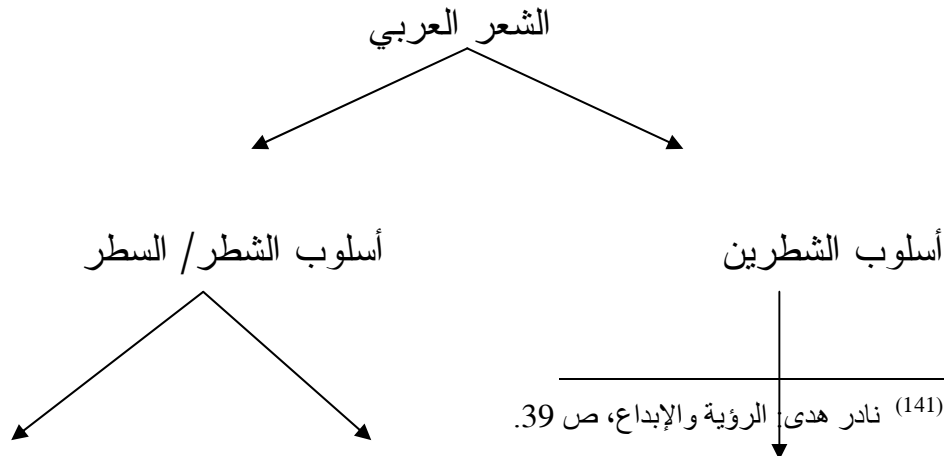 الشعر العربي
أسلوب الشطرين
أسلوب الشطر/ السطر
(141) نادر هدى: الرؤية والإبداع، ص 39.